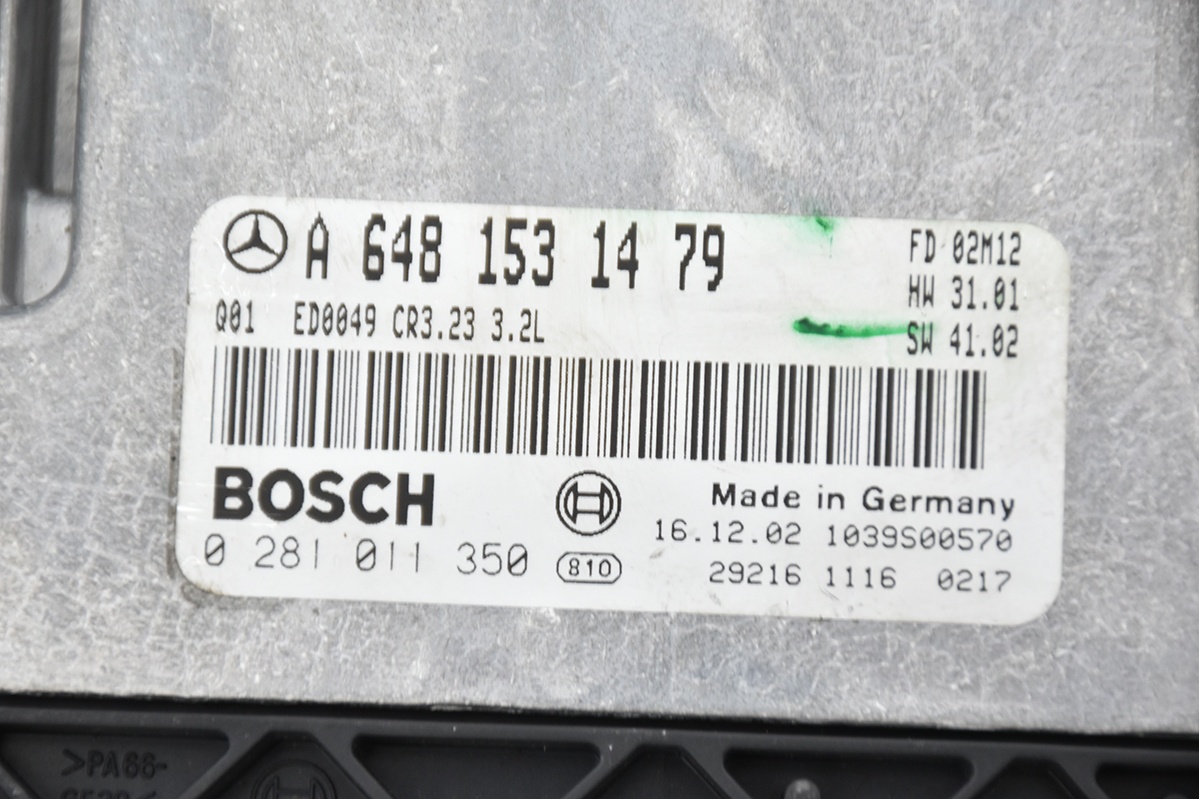 A 648 153 14 79
FD 02M12
HW 31.01
Q01 ED0049 CR3.23 3.2L
SW 41.02
BOSCH
Made in Germany
16.12.02 1039S00570
0 281 011 350
810
29216 1116 0217
>PA66-